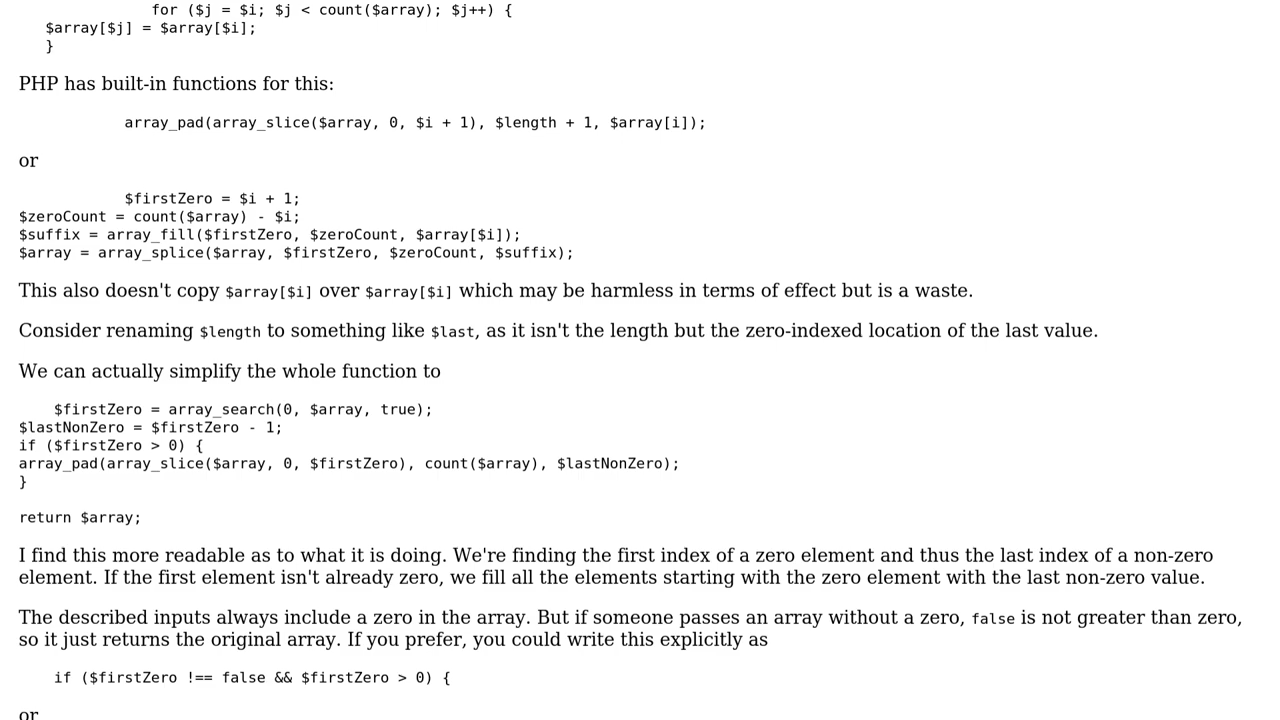 for ($j = $i; $j < count($array); $j++) {
$array[$j] = $array[$i];
}
PHP has built-in functions for this:
array_pad(array_slice($array, 0, $i + 1), $length + 1, $array[i]);
or
$firstZero = $i + 1;
$zeroCount = count($array) - $i;
$suffix = array_fill($firstZero, $zeroCount, $array[$i]);
$array = array_splice($array, $firstZero, $zeroCount, $suffix);
This also doesn't copy $array[$i] over $array[$i] which may be harmless in terms of effect but is a waste.
Consider renaming $length to something like $last, as it isn't the length but the zero-indexed location of the last value.
We can actually simplify the whole function to
$firstZero = array_search(0, $array, true);
$lastNonZero = $firstZero - 1;
if ($firstZero > 0) {
array_pad(array_slice($array, 0, $firstZero), count($array), $lastNonZero);
}
return $array;
I find this more readable as to what it is doing. We're finding the first index of a zero element and thus the last index of a non-zero
element. If the first element isn't already zero, we fill all the elements starting with the zero element with the last non-zero value.
The described inputs always include a zero in the array. But if someone passes an array without a zero, false is not greater than zero,
so it just returns the original array. If you prefer, you could write this explicitly as
if ($firstZero !== false && $firstZero > 0) {
or